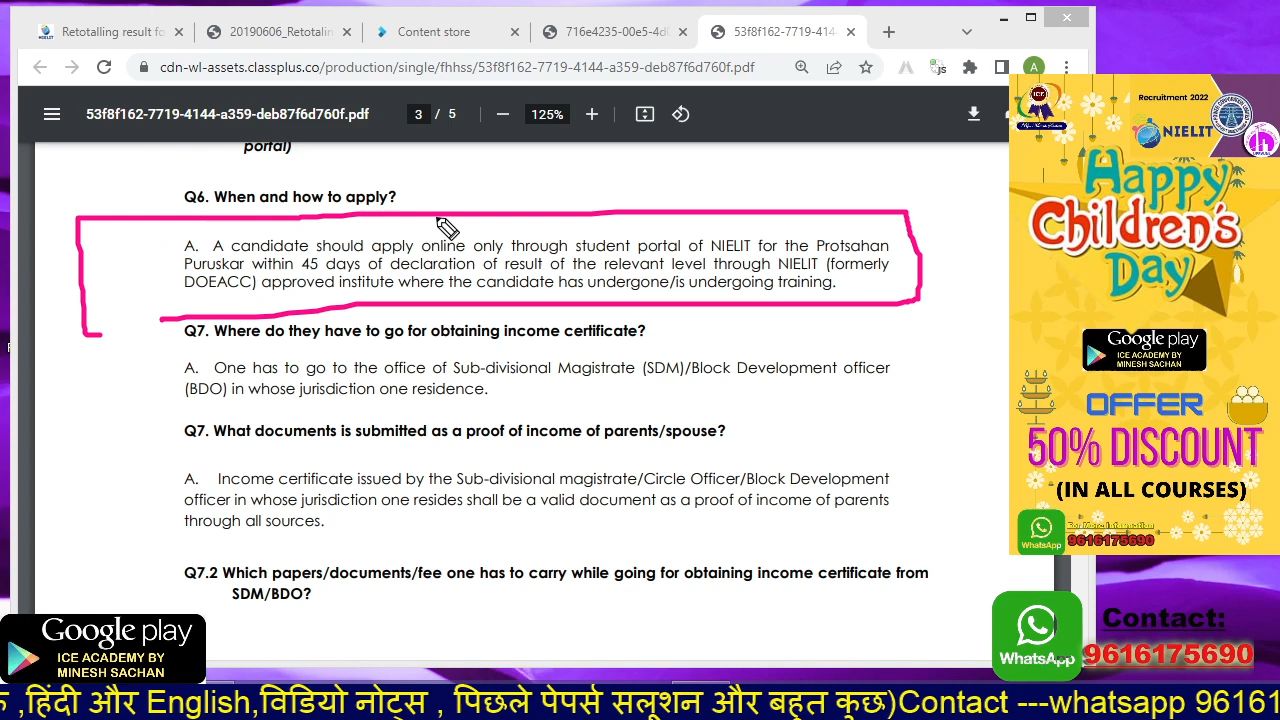 Retotalling result fo
20190606_Retotalin
Content store
716e4235-00e5-4d0
53f8f162-7719-4144
cdn-wl-assets.classplus.co/production/single/fhhss/53f8f162-7719-4144-a359-deb87f6d760f.pdf
A
53f8f162-7719-4144-a359-deb87f6d760f.pdf
3 / 5
125%
portal)
Q6. When and how to apply?
A. A candidate should apply online only through student portal of NIELIT for the Protsahan
Puruskar within 45 days of declaration of result of the relevant level through NIELIT (formerly
DOEACC) approved institute where the candidate has undergone/is undergoing training.
Q7. Where do they have to go for obtaining income certificate?
A. One has to go to the office of Sub-divisional Magistrate (SDM)/Block Development officer
(BDO) in whose jurisdiction one residence.
Q7. What documents is submitted as a proof of income of parents/spouse?
A. Income certificate issued by the Sub-divisional magistrate/Circle Officer/Block Development
officer in whose jurisdiction one resides shall be a valid document as a proof of income of parents
through all sources.
Q7.2 Which papers/documents/fee one has to carry while going for obtaining income certificate from
SDM/BDO?
ICE
Recruitment 2022
NIELIT
Happy
Children's
Day
Google play
ICE ACADEMY BY
MINESH SACHAN
OFFER
50% DISCOUNT
(IN ALL COURSES)
WhatsApp
For More Information
9616175690
Google play
ICE ACADEMY BY
MINESH SACHAN
WhatsApp
Contact:
9616175690
,हिंदी और English,विडियो नोट्स , पिछले पेपर्स सलूशन और बहुत कुछ)Contact ---whatsapp 96161